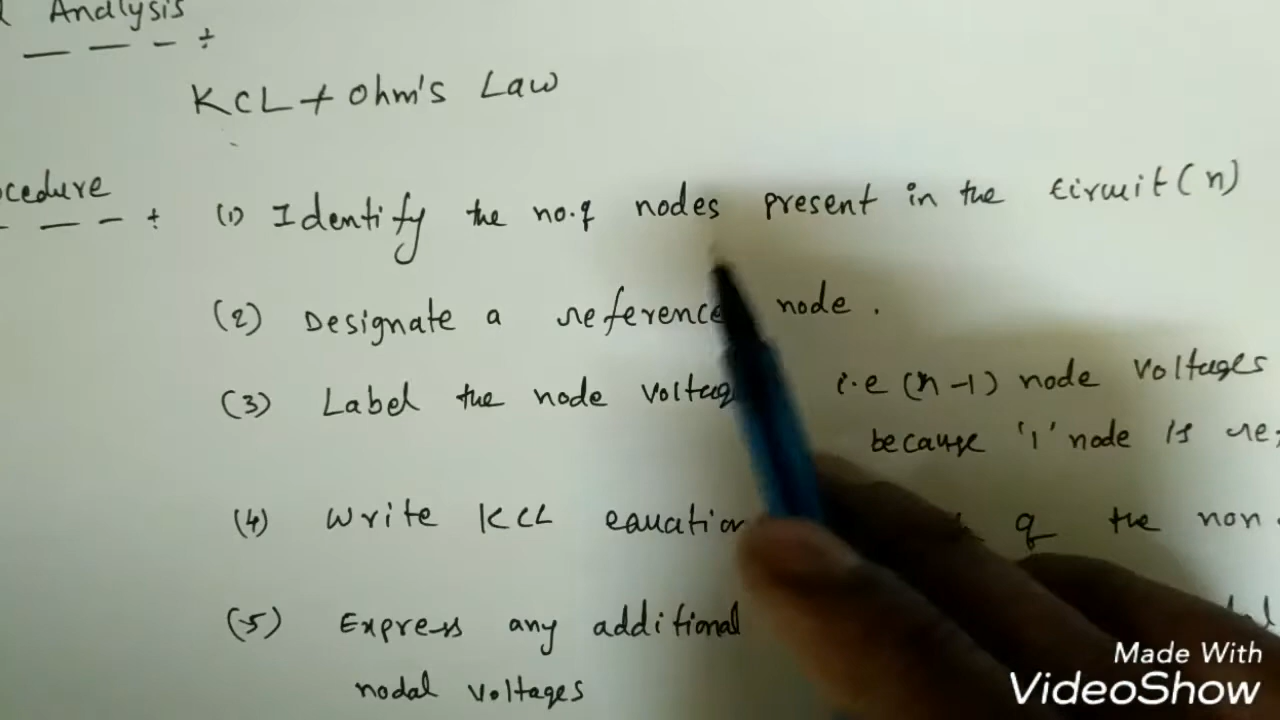 Analysis
KCL + Ohm's Law
(1) Identify the no. of nodes present in the circuit (n)
(2) Designate a reference node.
(3) Label the node voltag i.e (n-1) node voltages
because '1' node is
(4) Write KCL equation of the non
(5) Express any additional
nodal voltages
Made With
VideoShow